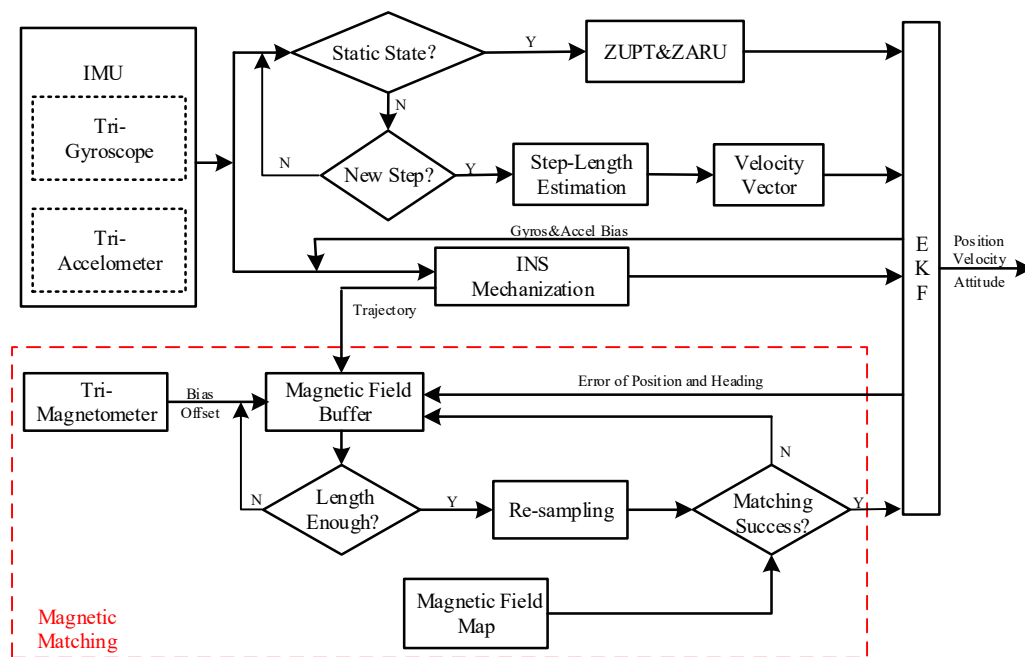 IMU
Tri-
Gyroscope
Tri-
Accelometer
Static State?
Y
ZUPT&ZARU
N
N
New Step?
Y
Step-Length
Estimation
Velocity
Vector
Gyros&Accel Bias
INS
Mechanization
Trajectory
E
K
F
Position
Velocity
Attitude
Tri-
Magnetometer
Bias
Offset
Magnetic Field
Buffer
Error of Position and Heading
N
Length
Enough?
Y
Re-sampling
N
Matching
Success?
Y
Magnetic Field
Map
Magnetic
Matching